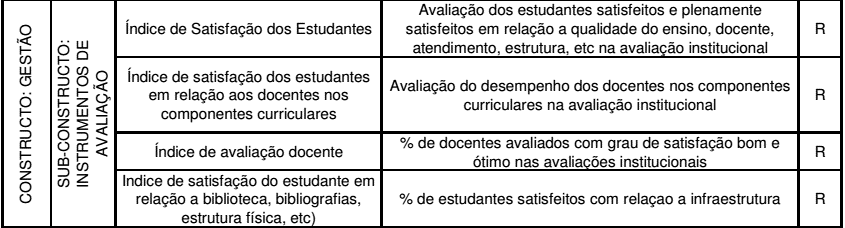 CONSTRUCTO: GESTÃO
SUB-CONSTRUCTO:
INSTRUMENTOS DE
AVALIAÇÃO
Índice de Satisfação dos Estudantes
Avaliação dos estudantes satisfeitos e plenamente
satisfeitos em relação a qualidade do ensino, docente,
atendimento, estrutura, etc na avaliação institucional
R
Índice de satisfação dos estudantes
em relação aos docentes nos
componentes curriculares
Avaliação do desempenho dos docentes nos componentes
curriculares na avaliação institucional
R
Índice de avaliação docente
% de docentes avaliados com grau de satisfação bom e
ótimo nas avaliações institucionais
R
Indice de satisfação do estudante em
relação a biblioteca, bibliografias,
estrutura física, etc)
% de estudantes satisfeitos com relaçao a infraestrutura
R